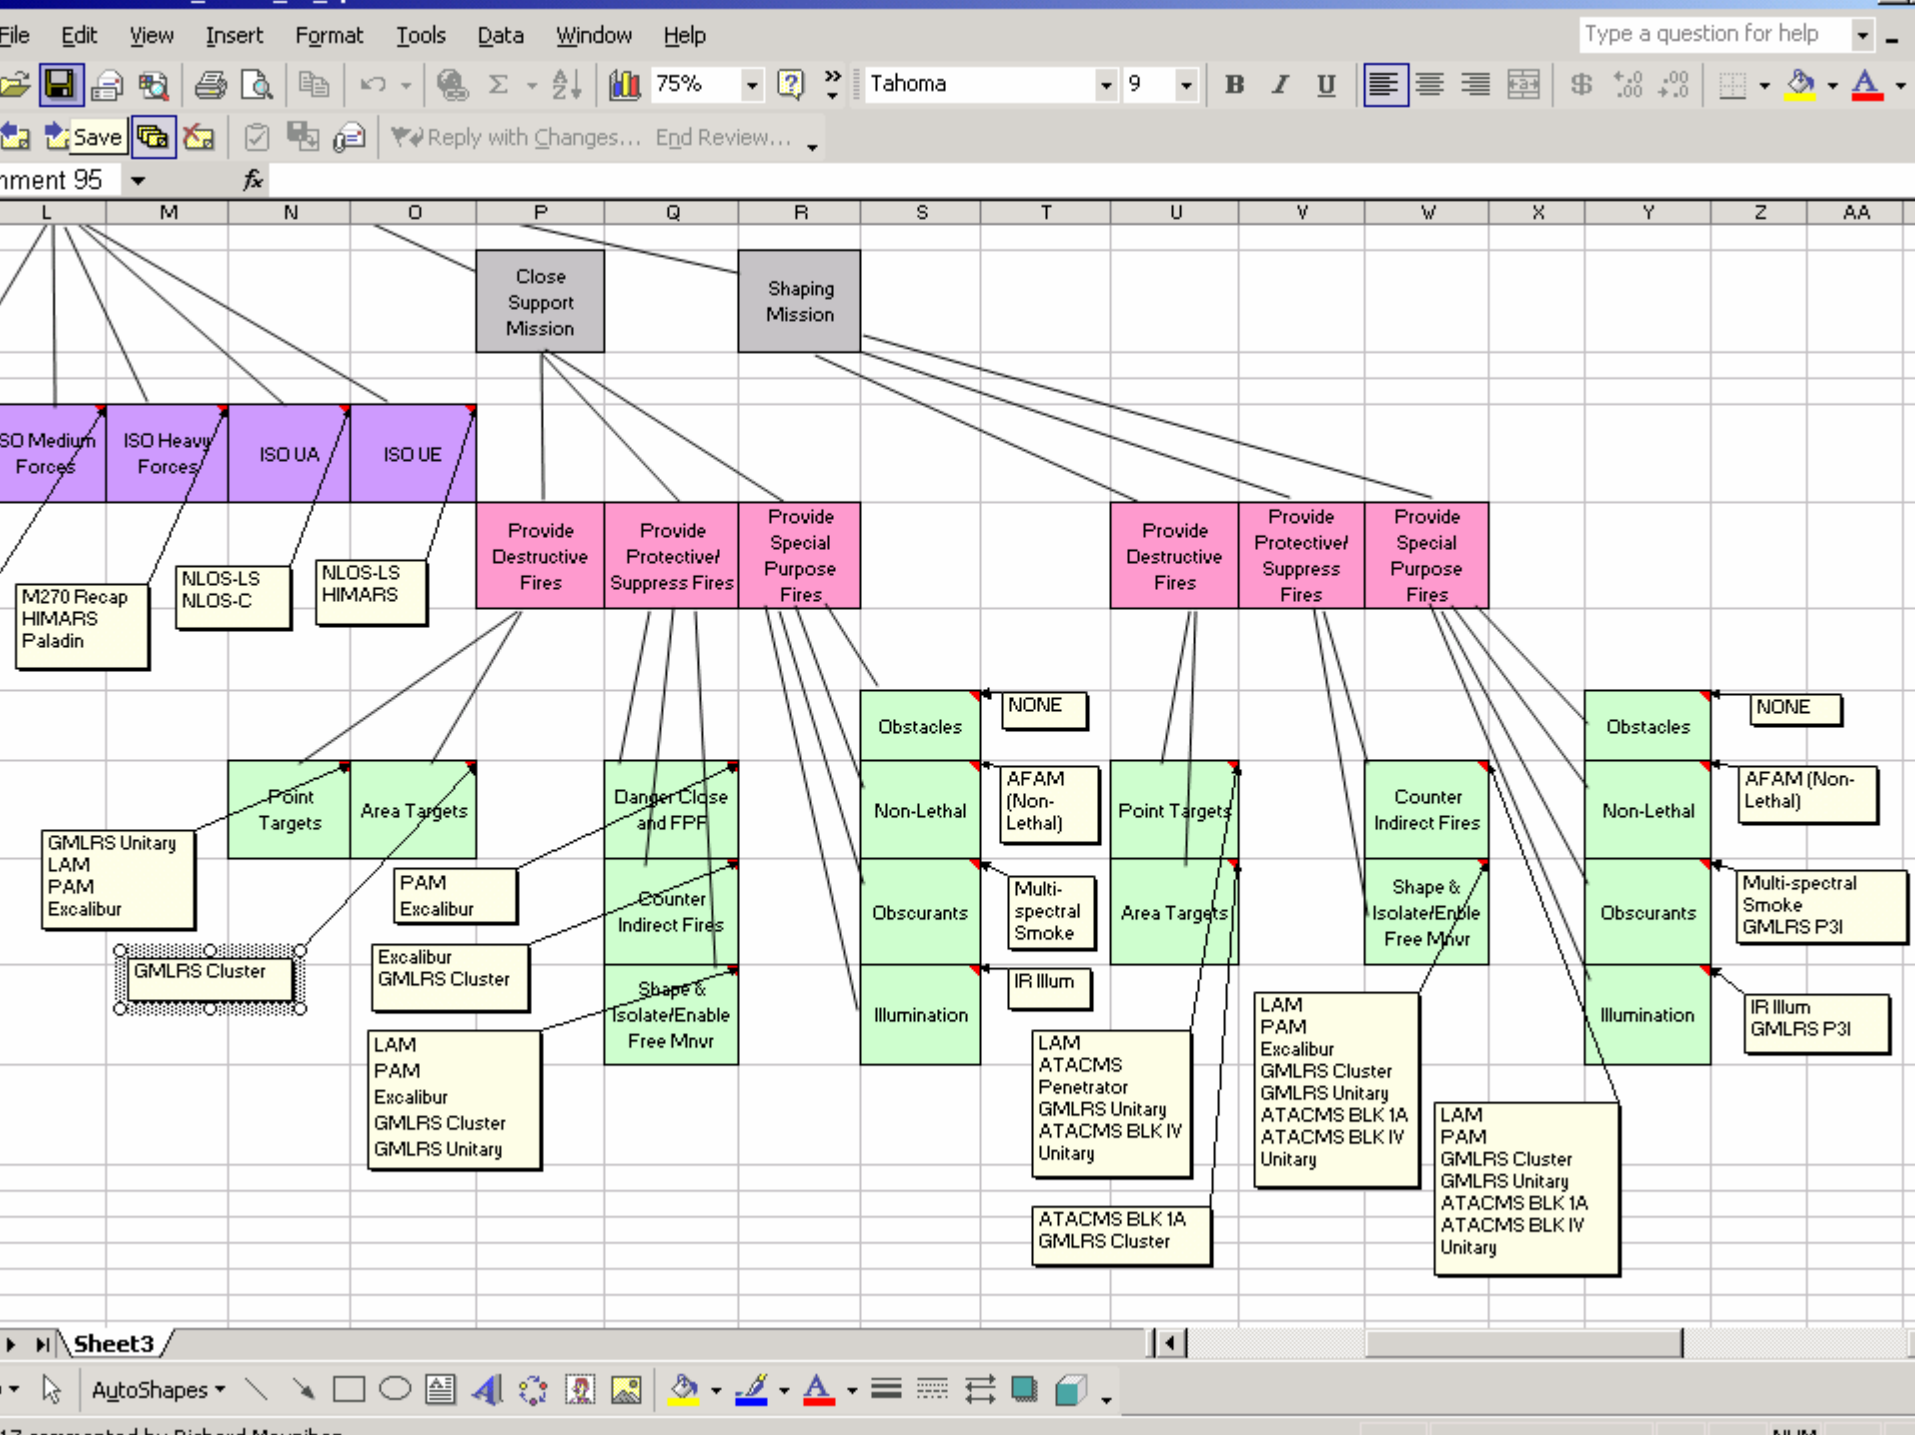 File Edit View Insert Format Tools Data Window Help Type a question for help
75% Tahoma 9 B I U $
Save Reply with Changes... End Review...
95 fx
L M N O P Q R S T U V W X Y Z AA
Close
Support
Mission
Shaping
Mission
Medium
Forces
ISO Heavy
Forces
ISO UA
ISO UE
Provide
Destructive
Fires
Provide
Protective/
Suppress Fires
Provide
Special
Purpose
Fires
Provide
Destructive
Fires
Provide
Protective/
Suppress
Fires
Provide
Special
Purpose
Fires
M270 Recap
HIMARS
Paladin
NLOS-LS
NLOS-C
NLOS-LS
HIMARS
Point
Targets
Area Targets
Danger Close
and FPF
Counter
Indirect Fires
Shape &
Isolate/Enable
Free Mnvr
Obstacles
Non-Lethal
Obscurants
Illumination
NONE
AFAM
(Non-
Lethal)
Multi-
spectral
Smoke
IR Illum
Point Targets
Area Targets
Counter
Indirect Fires
Shape &
Isolate/Enble
Free Mnvr
Obstacles
Non-Lethal
Obscurants
Illumination
NONE
AFAM (Non-
Lethal)
Multi-spectral
Smoke
GMLRS P3I
IR Illum
GMLRS P3I
GMLRS Unitary
LAM
PAM
Excalibur
GMLRS Cluster
PAM
Excalibur
Excalibur
GMLRS Cluster
LAM
PAM
Excalibur
GMLRS Cluster
GMLRS Unitary
LAM
ATACMS
Penetrator
GMLRS Unitary
ATACMS BLK IV
Unitary
ATACMS BLK 1A
GMLRS Cluster
LAM
PAM
Excalibur
GMLRS Cluster
GMLRS Unitary
ATACMS BLK 1A
ATACMS BLK IV
Unitary
LAM
PAM
GMLRS Cluster
GMLRS Unitary
ATACMS BLK 1A
ATACMS BLK IV
Unitary
Sheet3
AutoShapes
commented by Richard
NUM